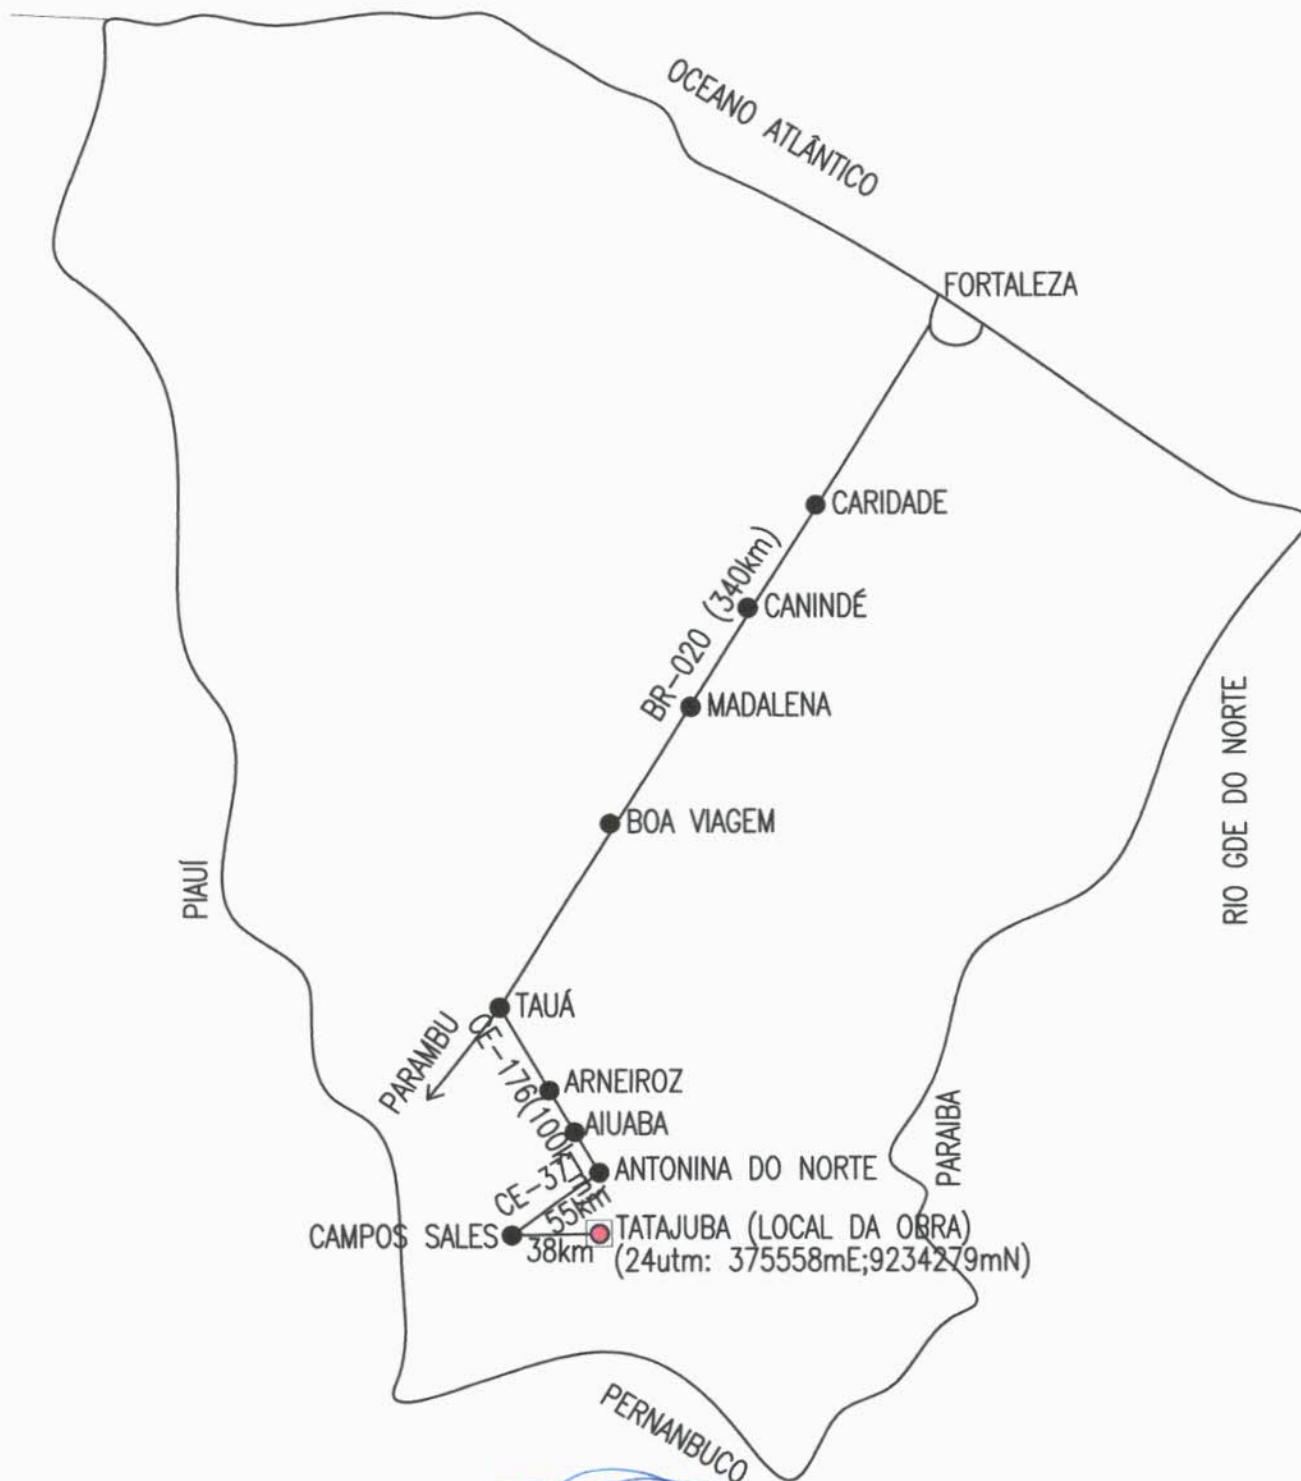 OCEANO ATLÂNTICO
FORTALEZA
CARIDADE
BR-020 (340km)
CANINDÉ
MADALENA
RIO GDE DO NORTE
BOA VIAGEM
PIAUÍ
TAUÁ
PARAMBU
CE-176(100km)
ARNEIROZ
AIUABA
PARAIBA
ANTONINA DO NORTE
CE-371
55km
CAMPOS SALES
38km
TATAJUBA (LOCAL DA OBRA)
(24utm: 375558mE;9234279mN)
PERNANBUCO